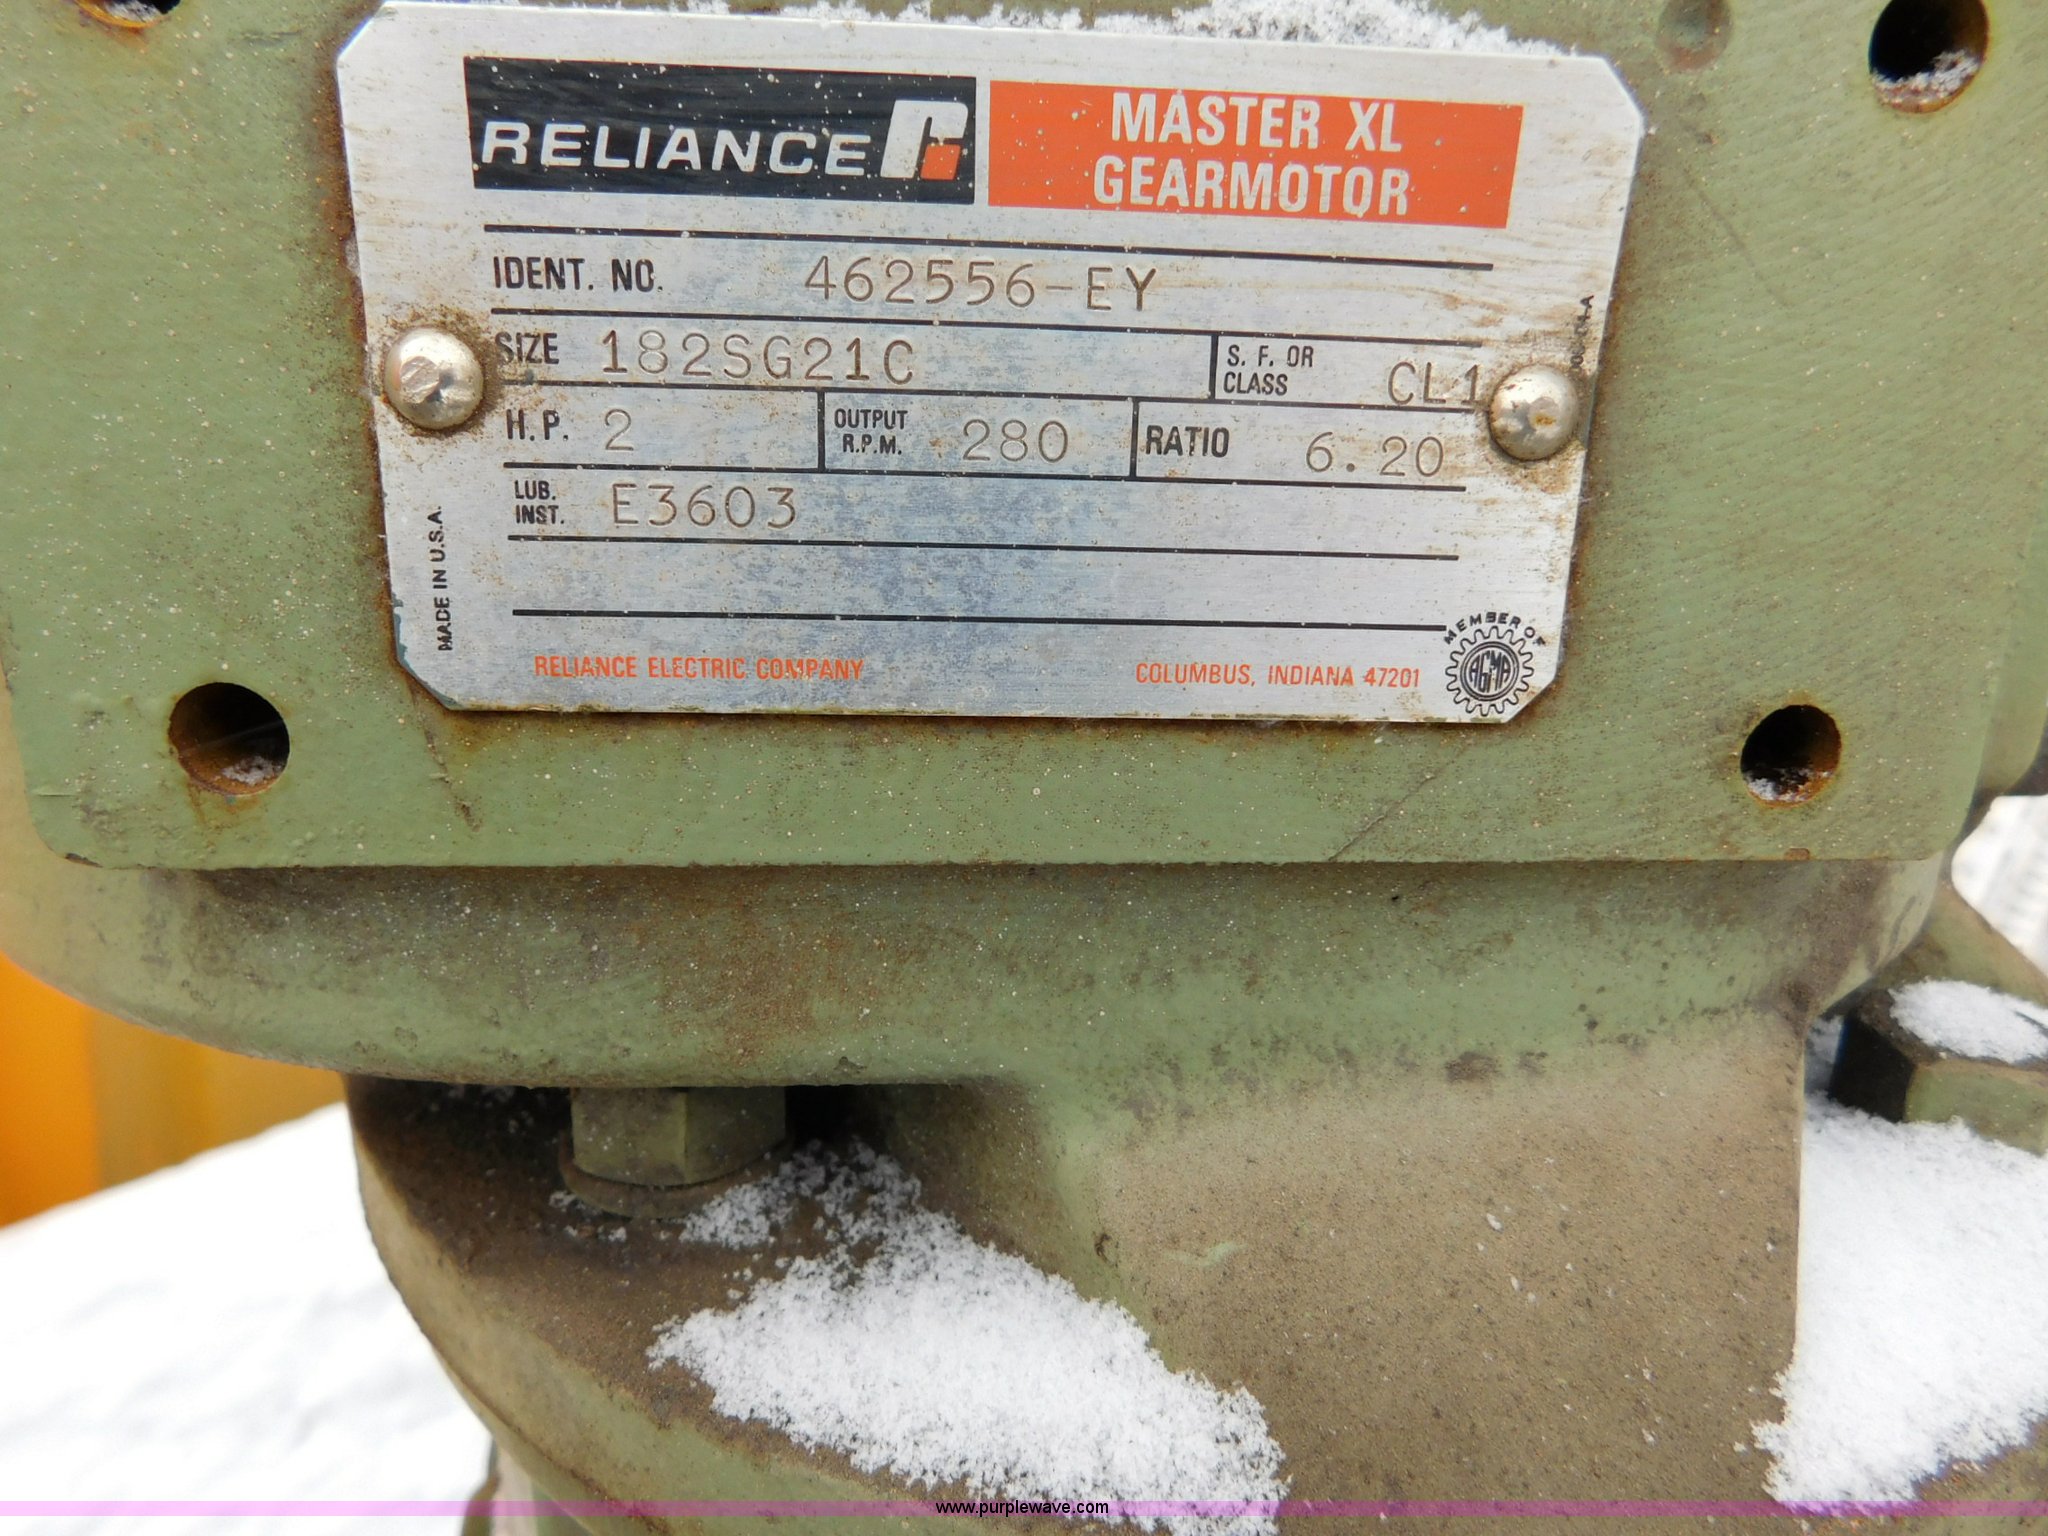 RELIANCE
MASTER XL
GEARMOTOR
IDENT. NO. 462556-EY
SIZE 182SG21C
S. F. OR
CLASS CL1
H.P. 2
OUTPUT
R.P.M. 280
RATIO 6.20
LUB.
INST. E3603
MADE IN U.S.A.
RELIANCE ELECTRIC COMPANY
COLUMBUS, INDIANA 47201
MEMBER OF
AGMA
www.purplewave.com